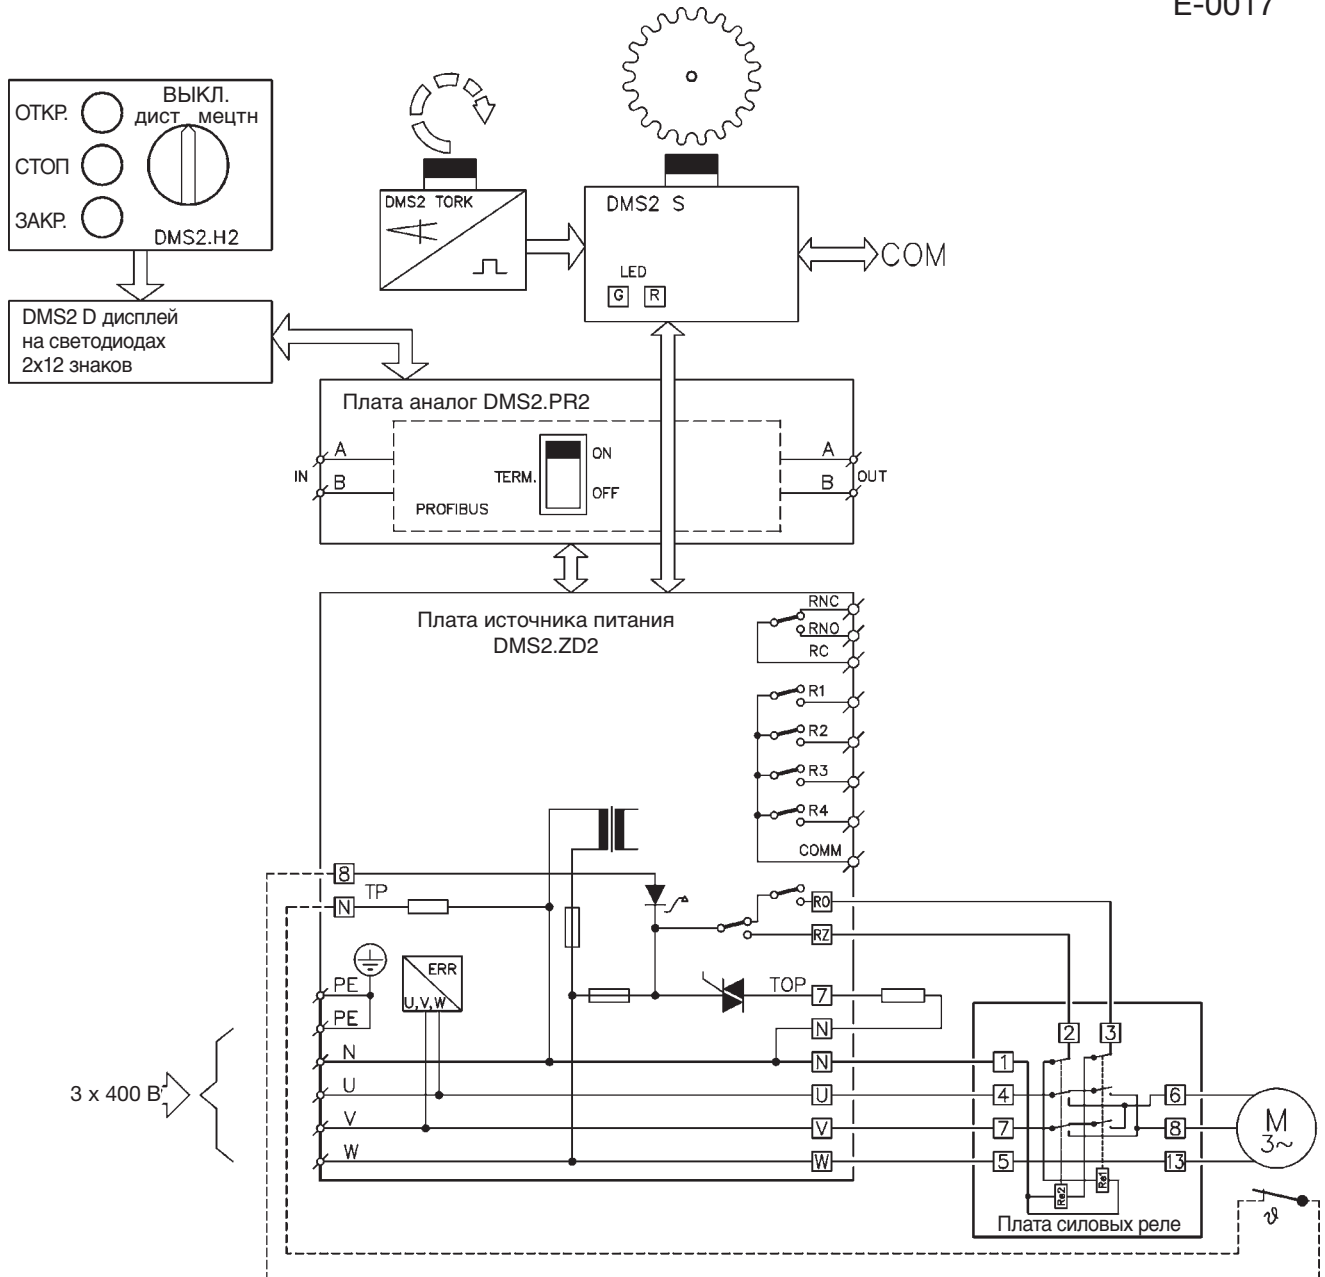 E-0017
ОТКР.
СТОП
ЗАКР.
ВЫКЛ.
дист мецтн
DMS2.H2
DMS2 D дисплей
на светодиодах
2x12 знаков
DMS2 TORK
DMS2 S
LED
G R
COM
Плата аналог DMS2.PR2
IN
A
B
TERM.
ON
OFF
PROFIBUS
A
B
OUT
Плата источника питания
DMS2.ZD2
RNC
RNO
RC
R1
R2
R3
R4
COMM
8
N
TP
RO
RZ
PE
PE
ERR
U,V,W
TOP
7
N
N
N
U
U
V
V
W
W
3 x 400 В
1
4
7
5
2
3
6
8
13
Re2
Re1
Плата силовых реле
M
3~
ϑ